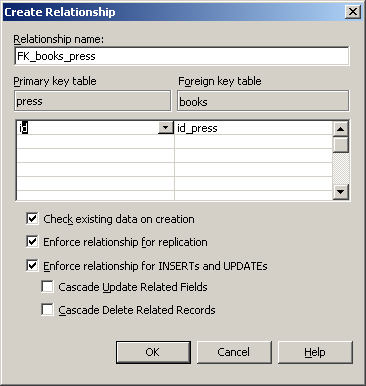 Create Relationship
Relationship name:
FK_books_press
Primary key table
Foreign key table
press
books
id
id_press
Check existing data on creation
Enforce relationship for replication
Enforce relationship for INSERTs and UPDATEs
Cascade Update Related Fields
Cascade Delete Related Records
OK
Cancel
Help